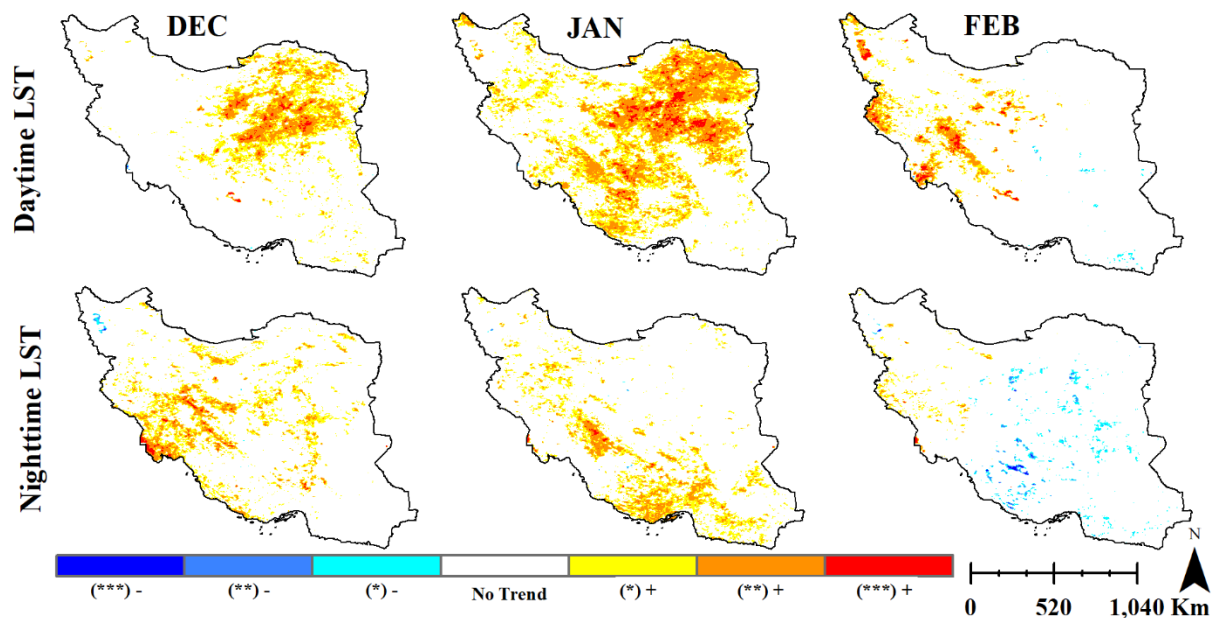 DEC
JAN
FEB
Daytime LST
Nighttime LST
N
(***) -
(**) -
(*) -
No Trend
(*) +
(**) +
(***) +
0
520
1,040 Km